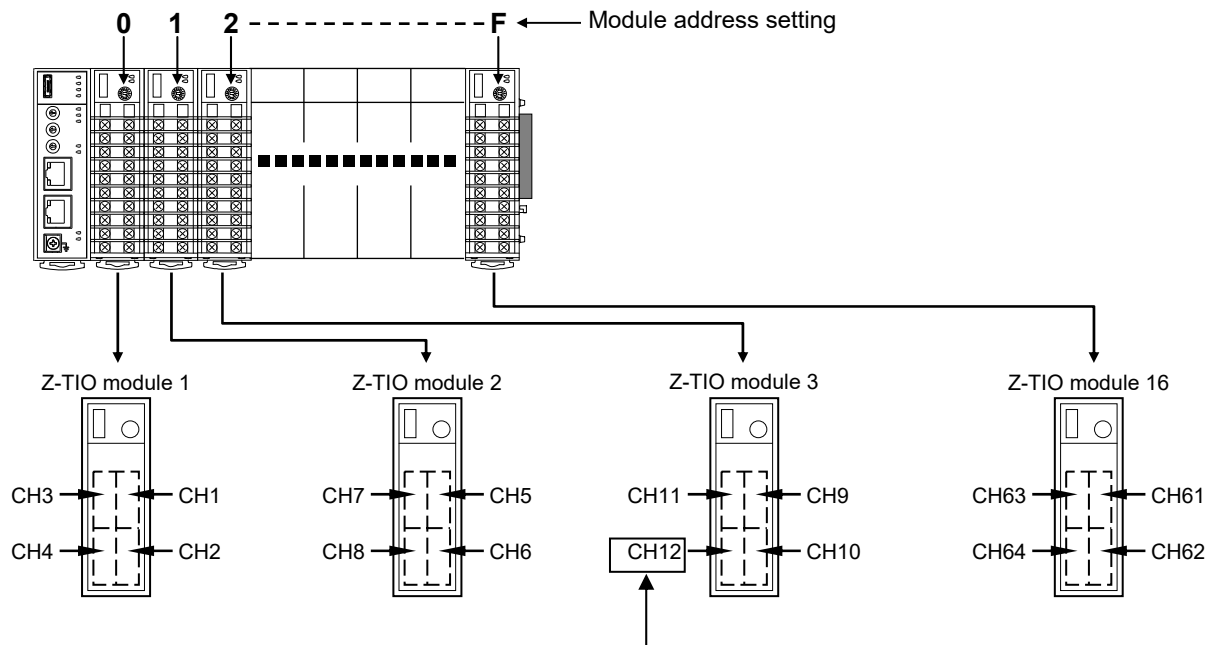 0 1 2 F Module address setting
Z-TIO module 1 Z-TIO module 2 Z-TIO module 3 Z-TIO module 16
CH3 CH1 CH7 CH5 CH11 CH9 CH63 CH61
CH4 CH2 CH8 CH6 CH12 CH10 CH64 CH62